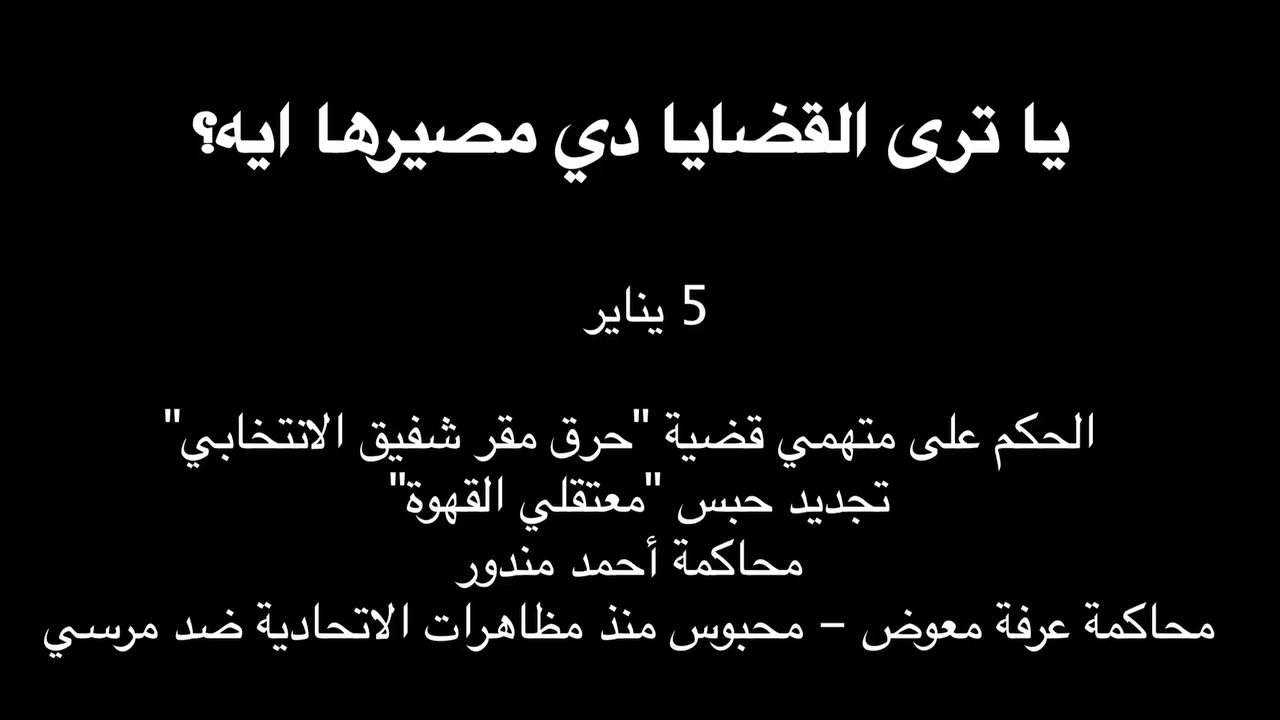 يا ترى القضايا دي مصيرها ايه؟
5 يناير
الحكم على متهمي قضية "حرق مقر شفيق الانتخابي"
تجديد حبس "معتقلي القهوة"
محاكمة أحمد مندور
محاكمة عرفة معوض – محبوس منذ مظاهرات الاتحادية ضد مرسي